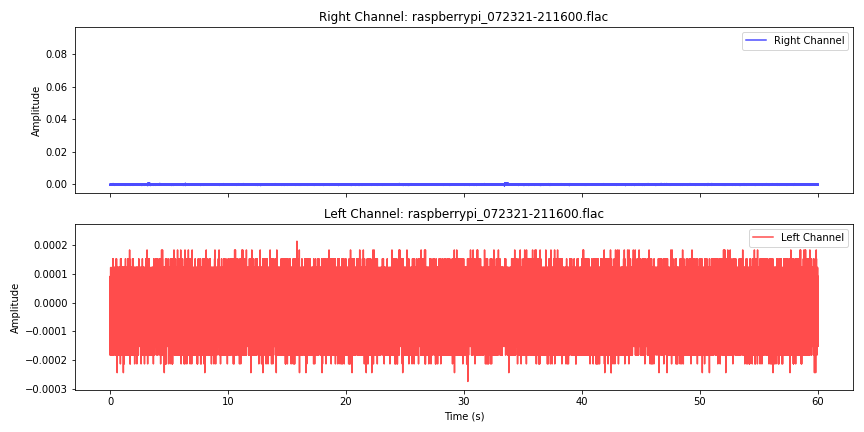 Right Channel: raspberrypi_072321-211600.flac
Right Channel
Amplitude
0.08
0.06
0.04
0.02
0.00
Left Channel: raspberrypi_072321-211600.flac
Left Channel
Amplitude
0.0002
0.0001
0.0000
−0.0001
−0.0002
−0.0003
0 10 20 30 40 50 60
Time (s)